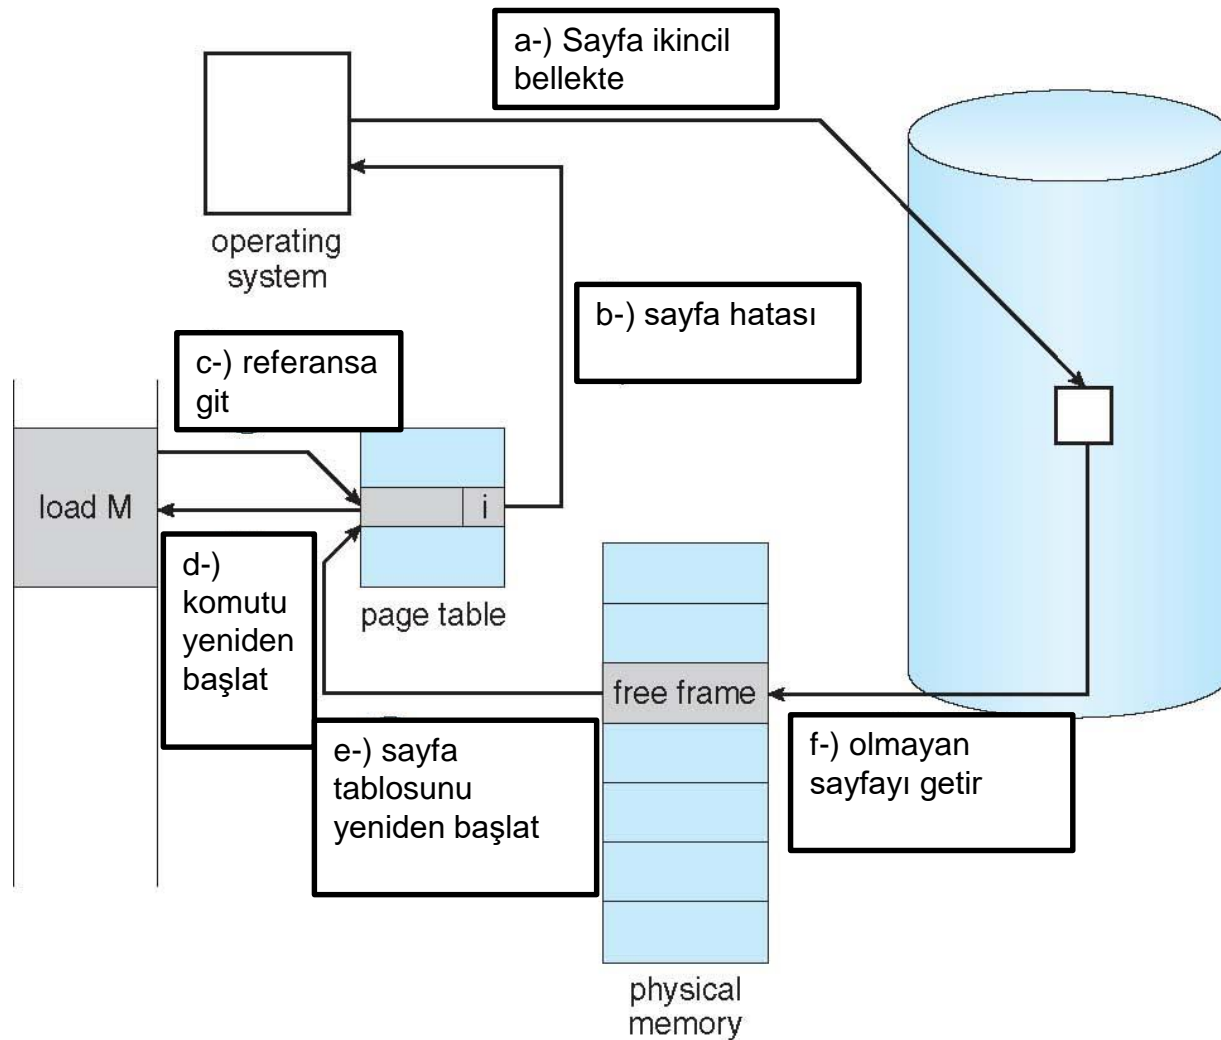 a-) Sayfa ikincil
bellekte
operating
system
b-) sayfa hatası
c-) referansa
git
load M
i
d-)
komutu
yeniden
başlat
page table
free frame
e-) sayfa
tablosunu
yeniden başlat
f-) olmayan
sayfayı getir
physical
memory